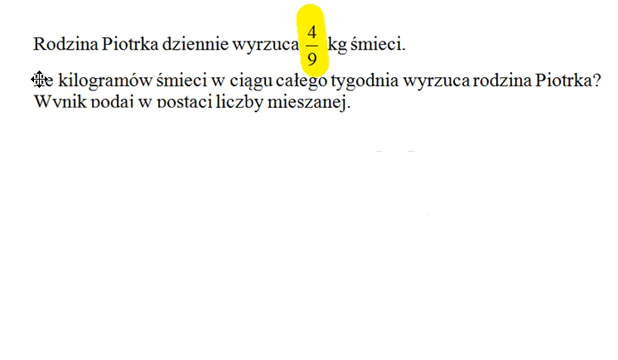 Rodzina Piotrka dziennie wyrzuca 4/9 kg śmieci.
kilogramów śmieci w ciągu całego tygodnia wyrzuca rodzina Piotrka?
Wynik podaj w postaci liczby mieszanej.